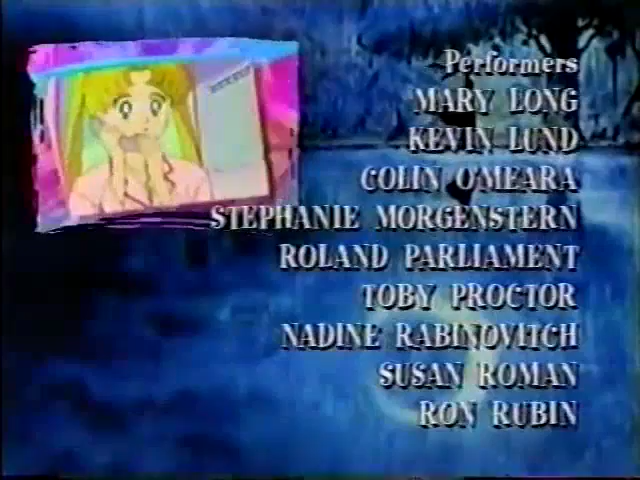 Performers
MARY LONG
KEVIN LUND
COLIN O'MEARA
STEPHANIE MORGENSTERN
ROLAND PARLIAMENT
TOBY PROCTOR
NADINE RABINOVITCH
SUSAN ROMAN
RON RUBIN